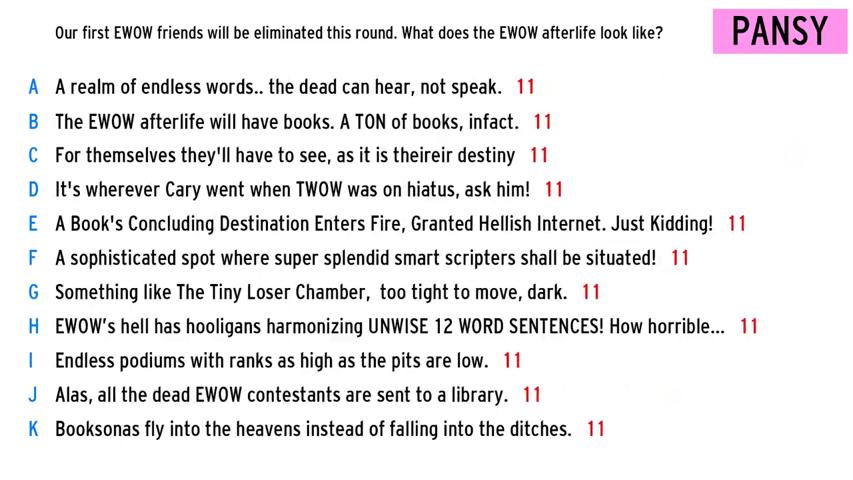 Our first EWOW friends will be eliminated this round. What does the EWOW afterlife look like?
PANSY
A A realm of endless words.. the dead can hear, not speak. 11
B The EWOW afterlife will have books. A TON of books, infact. 11
C For themselves they'll have to see, as it is theireir destiny 11
D It's wherever Cary went when TWOW was on hiatus, ask him! 11
E A Book's Concluding Destination Enters Fire, Granted Hellish Internet. Just Kidding! 11
F A sophisticated spot where super splendid smart scripters shall be situated! 11
G Something like The Tiny Loser Chamber, too tight to move, dark. 11
H EWOW's hell has hooligans harmonizing UNWISE 12 WORD SENTENCES! How horrible... 11
I Endless podiums with ranks as high as the pits are low. 11
J Alas, all the dead EWOW contestants are sent to a library. 11
K Booksonas fly into the heavens instead of falling into the ditches. 11